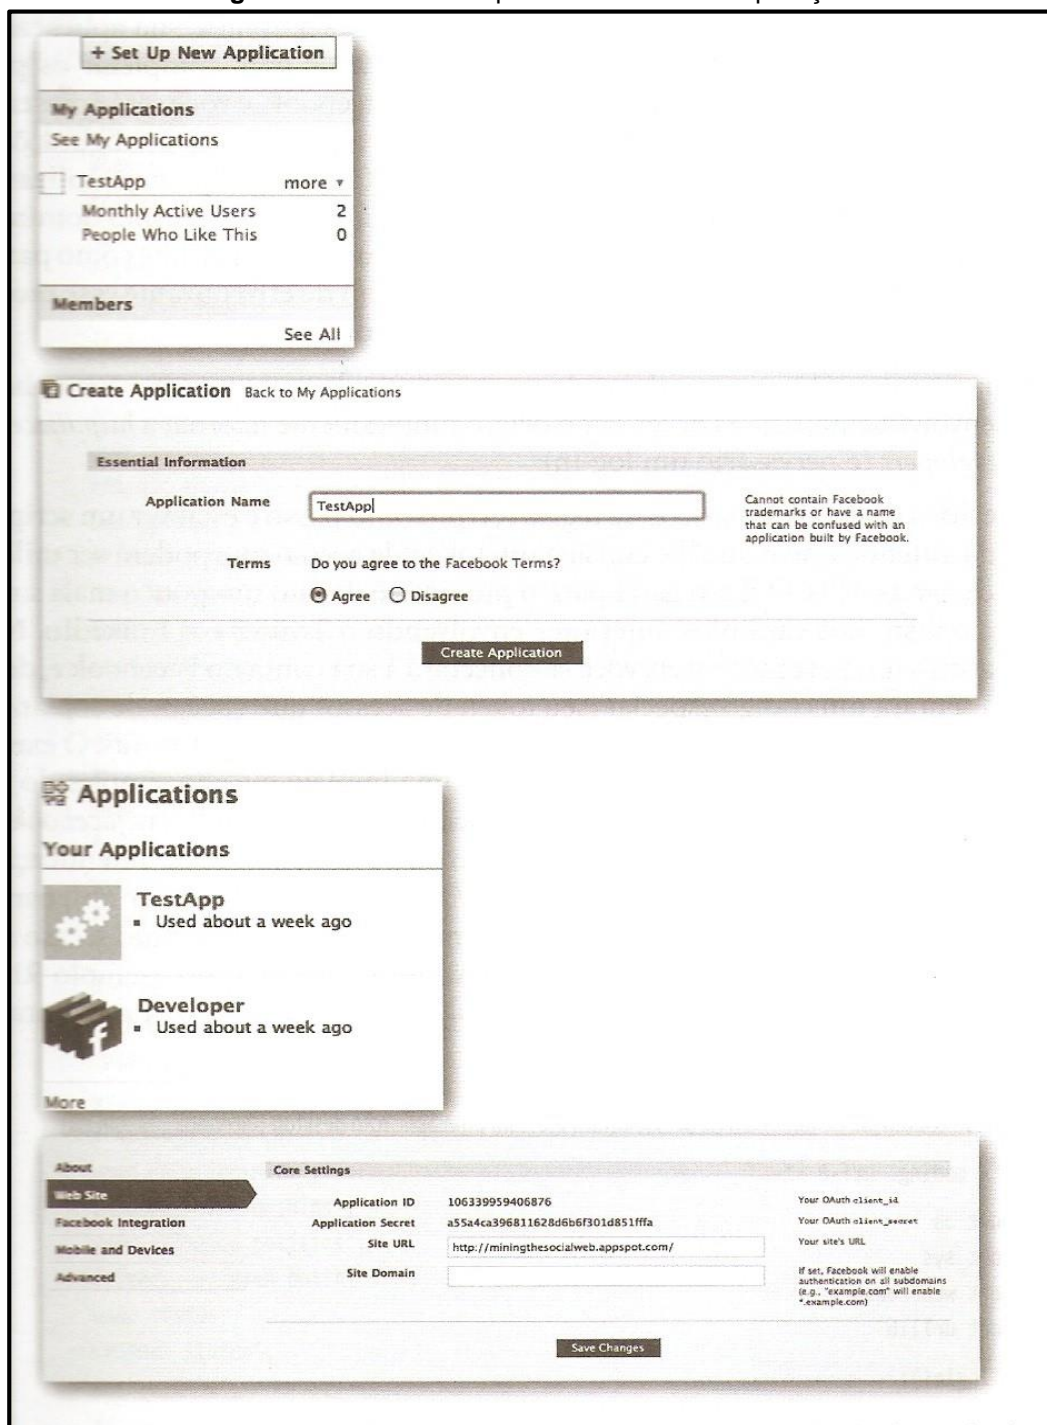 + Set Up New Application
My Applications
See My Applications
TestApp more ▾
Monthly Active Users 2
People Who Like This 0
Members
See All
Create Application Back to My Applications
Essential Information
Application Name TestApp
Cannot contain Facebook
trademarks or have a name
that can be confused with an
application built by Facebook.
Terms Do you agree to the Facebook Terms?
Agree Disagree
Create Application
Applications
Your Applications
TestApp
▪ Used about a week ago
Developer
▪ Used about a week ago
More
About
Web Site
Facebook Integration
Mobile and Devices
Advanced
Core Settings
Application ID 106339959406876 Your OAuth client_id
Application Secret a55a4ca396811628d6b6f301d851fffa Your OAuth client_secret
Site URL http://miningthesocialweb.appspot.com/ Your site's URL
Site Domain
If set, Facebook will enable
authentication on all subdomains
(e.g., "example.com" will enable
*.example.com)
Save Changes